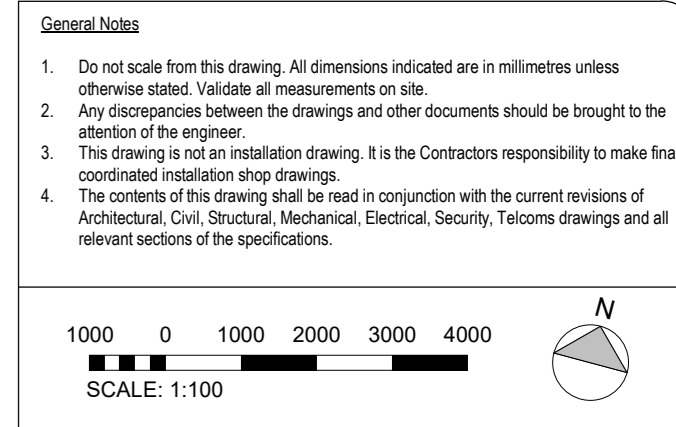 General Notes
1. Do not scale from this drawing. All dimensions indicated are in millimetres unless
otherwise stated. Validate all measurements on site.
2. Any discrepancies between the drawings and other documents should be brought to the
attention of the engineer.
3. This drawing is not an installation drawing. It is the Contractors responsibility to make fina
coordinated installation shop drawings.
4. The contents of this drawing shall be read in conjunction with the current revisions of
Architectural, Civil, Structural, Mechanical, Electrical, Security, Telcoms drawings and all
relevant sections of the specifications.
N
1000 0 1000 2000 3000 4000
SCALE: 1:100